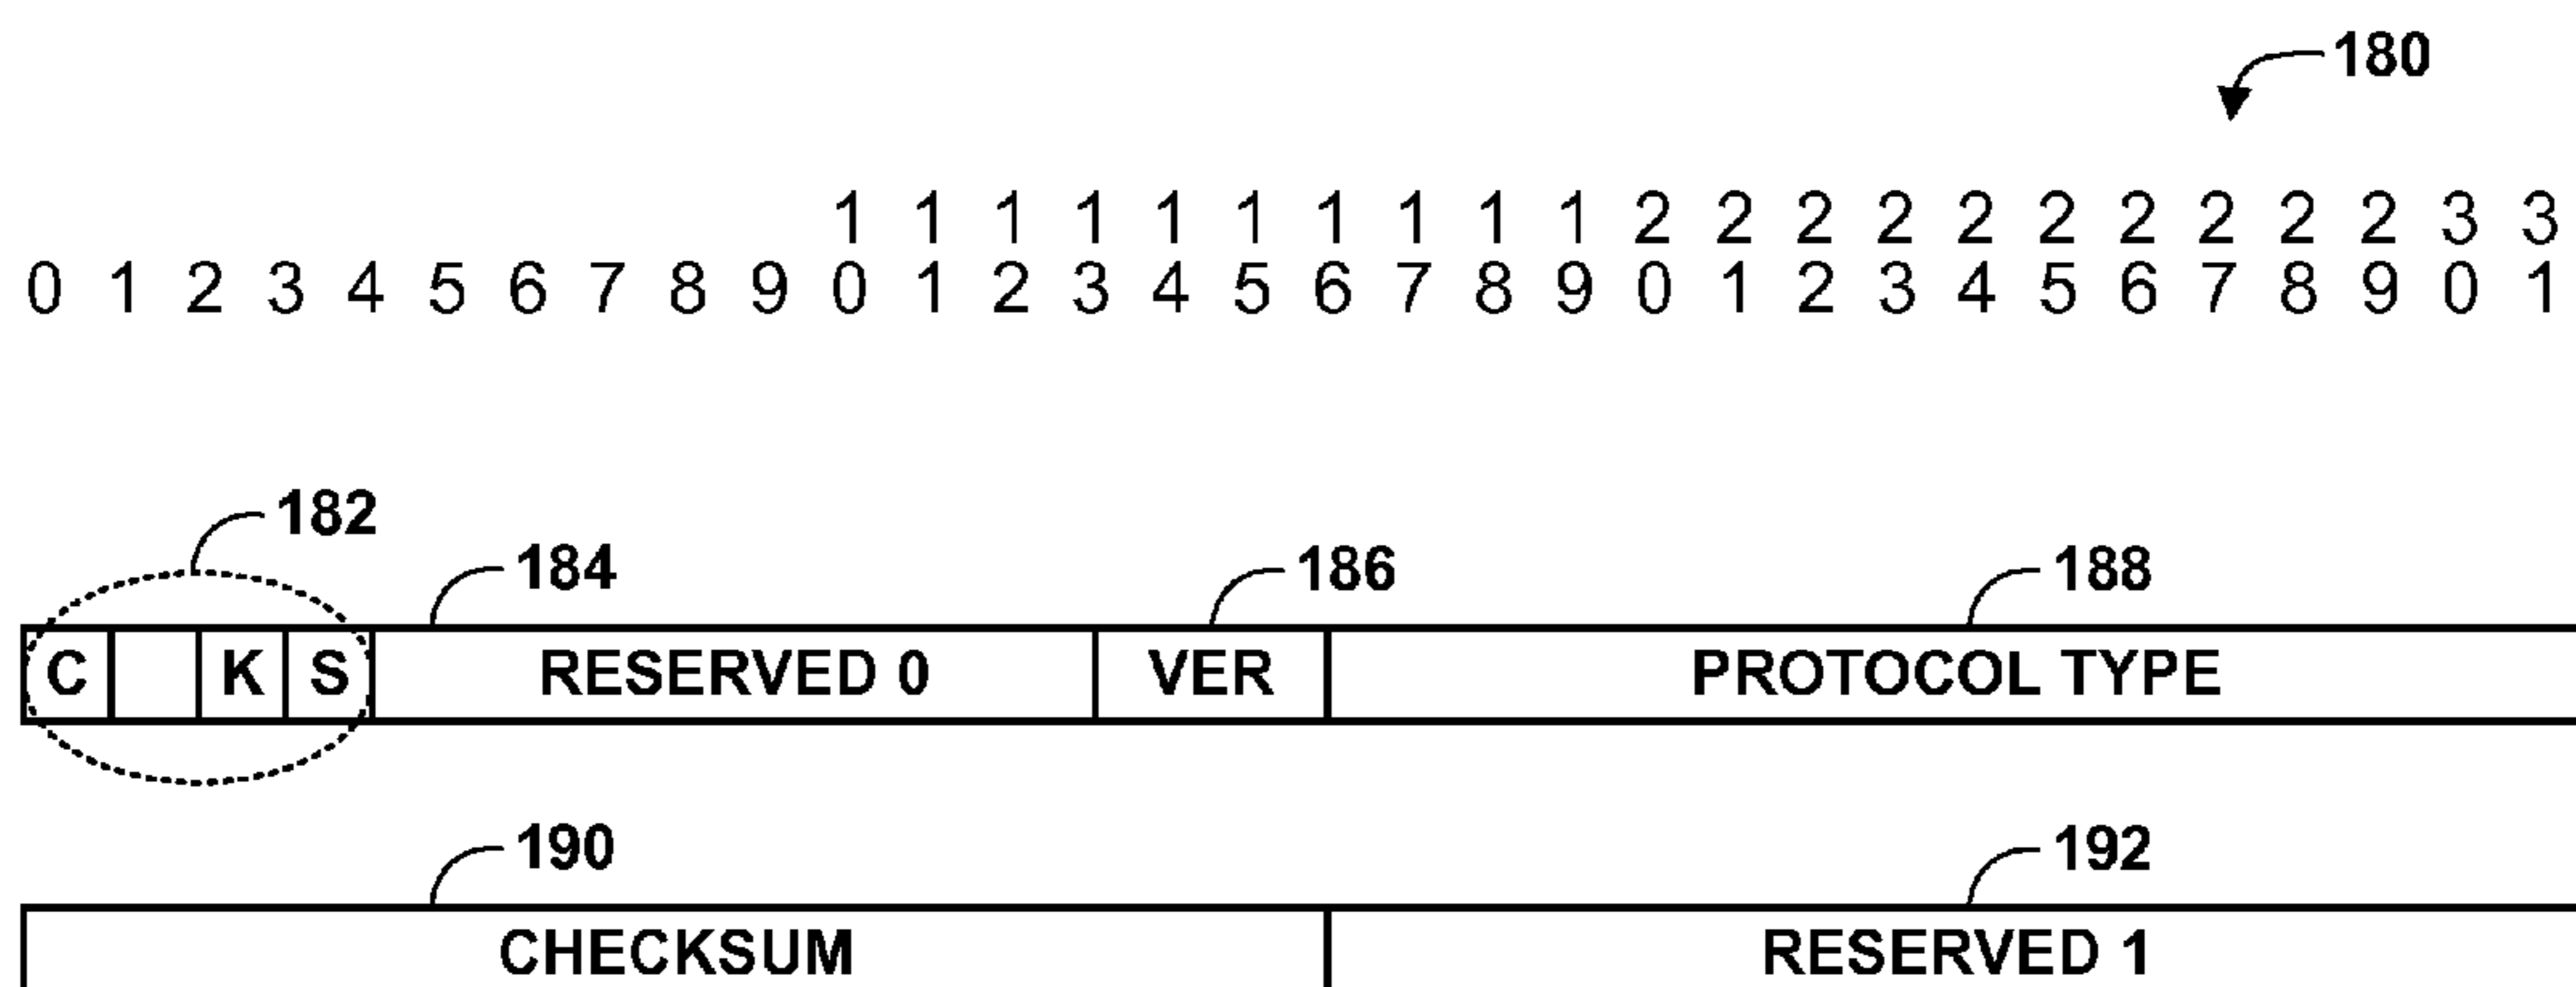 180
1 1 1 1 1 1 1 1 1 1 2 2 2 2 2 2 2 2 2 2 3 3
0 1 2 3 4 5 6 7 8 9 0 1 2 3 4 5 6 7 8 9 0 1 2 3 4 5 6 7 8 9 0 1
182
184 186 188
C K S RESERVED 0 VER PROTOCOL TYPE
190 192
CHECKSUM RESERVED 1